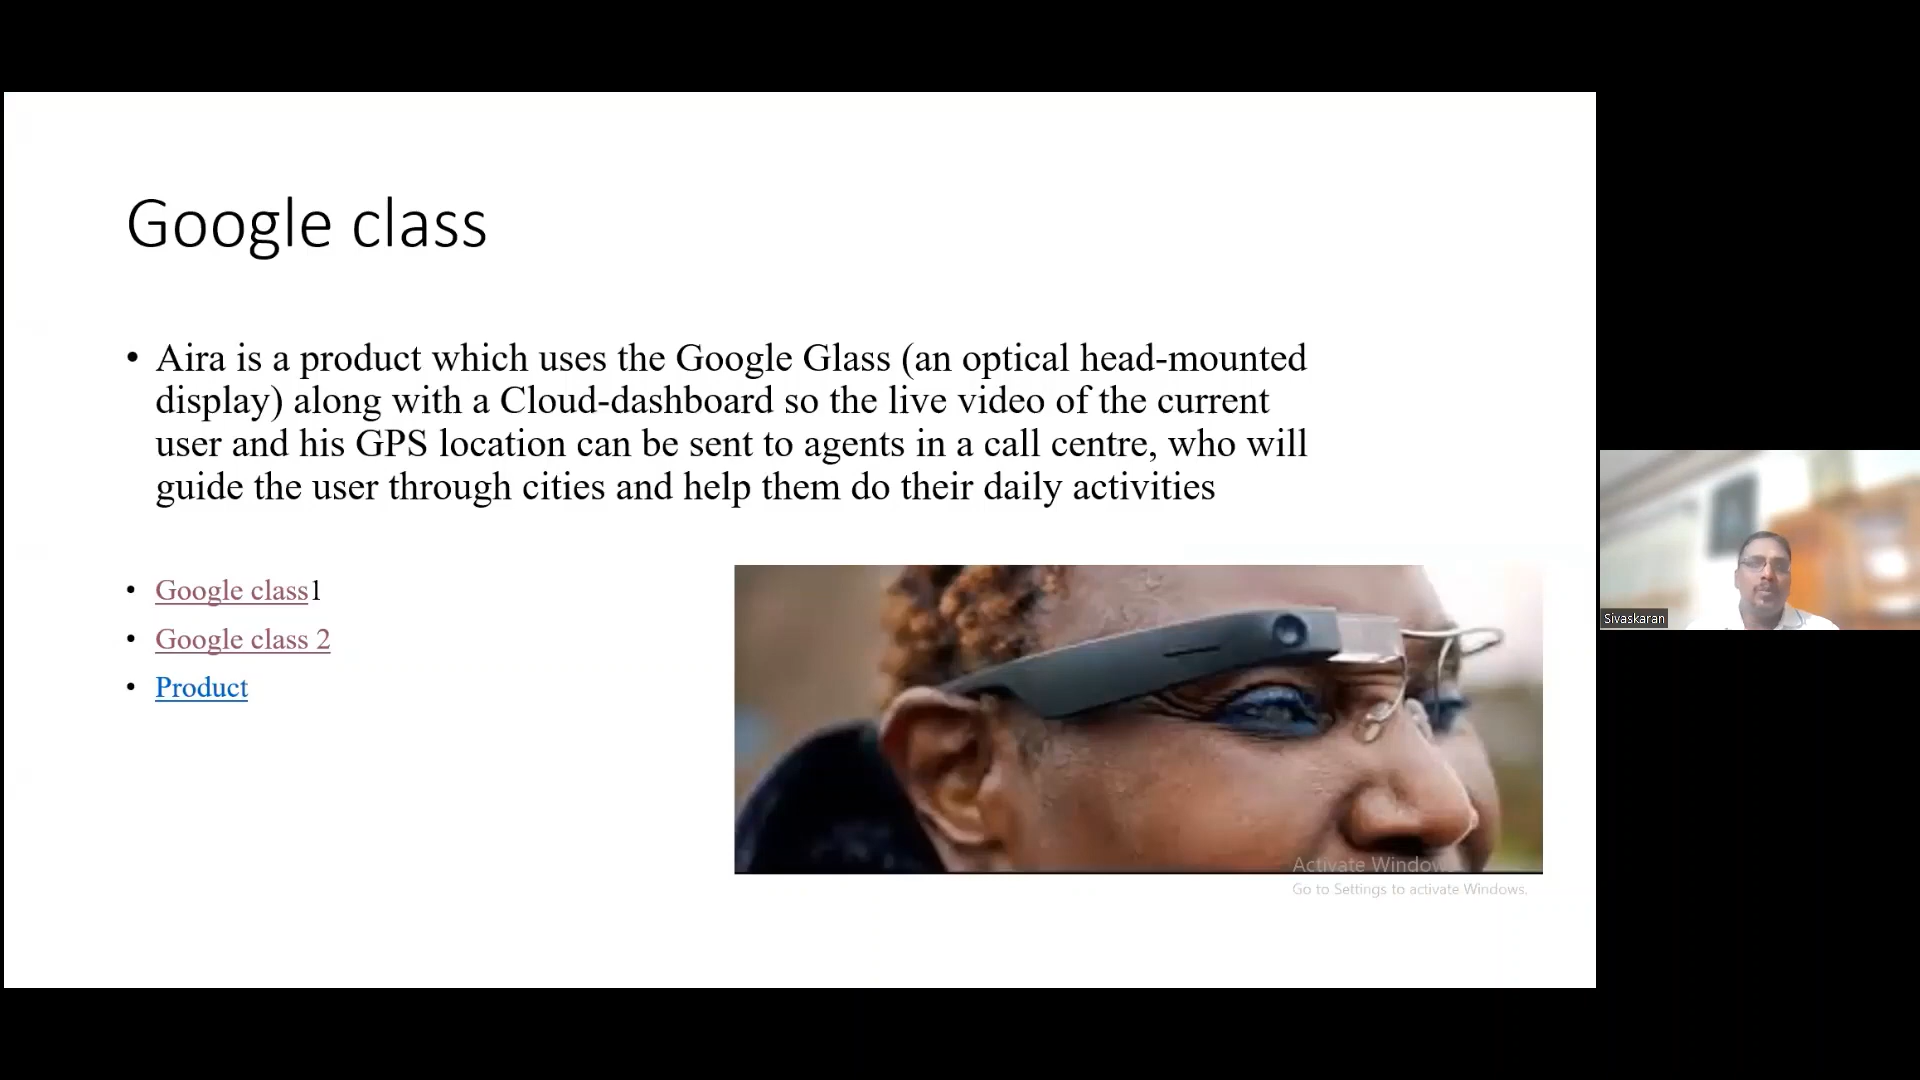 Google class
• Aira is a product which uses the Google Glass (an optical head-mounted
display) along with a Cloud-dashboard so the live video of the current
user and his GPS location can be sent to agents in a call centre, who will
guide the user through cities and help them do their daily activities
• Google class1
• Google class 2
• Product
Activate Windows
Go to Settings to activate Windows.
Sivaskaran